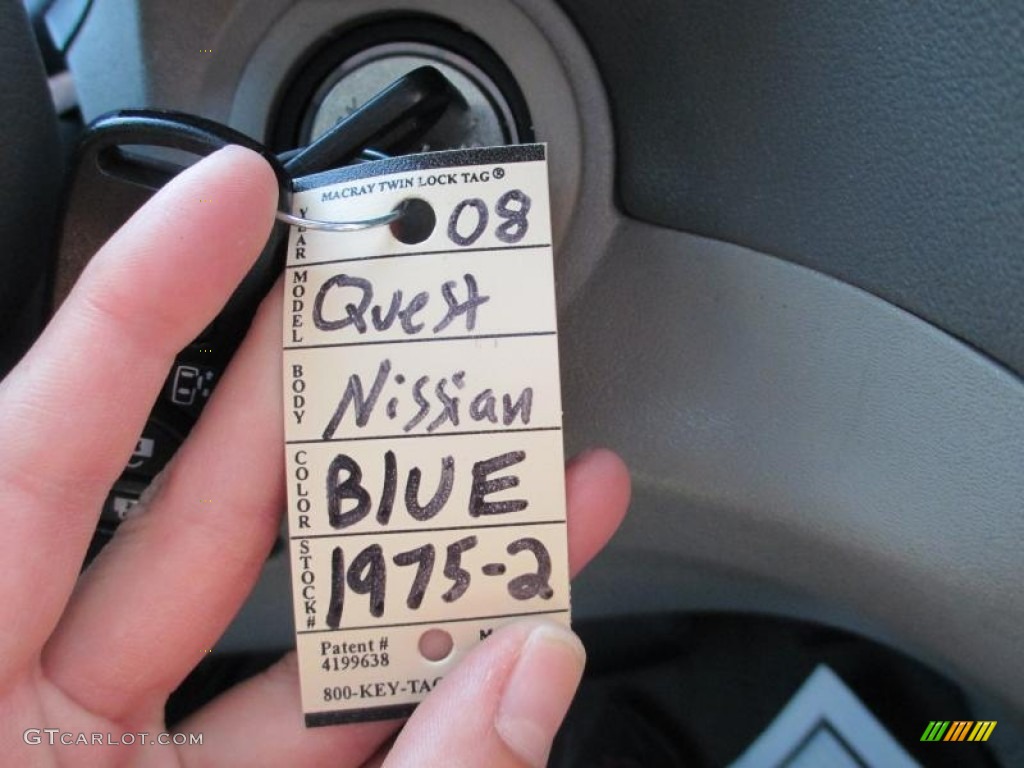 MACRAY TWIN LOCK TAG®
YEAR 08
MODEL Quest
BODY Nissian
COLOR BLUE
STOCK# 1975-2
Patent #
4199638
800-KEY-TAG
GTCARLOT.COM